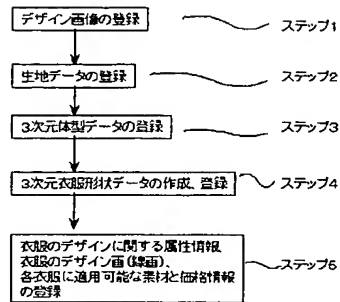 デザイン画像の登録
ステップ1
生地データの登録
ステップ2
3次元体型データの登録
ステップ3
3次元衣服形状データの作成、登録
ステップ4
衣服のデザインに関する属性情報
衣服のデザイン画(線画)、
各衣服に適用可能な素材と価格情報
の登録
ステップ5